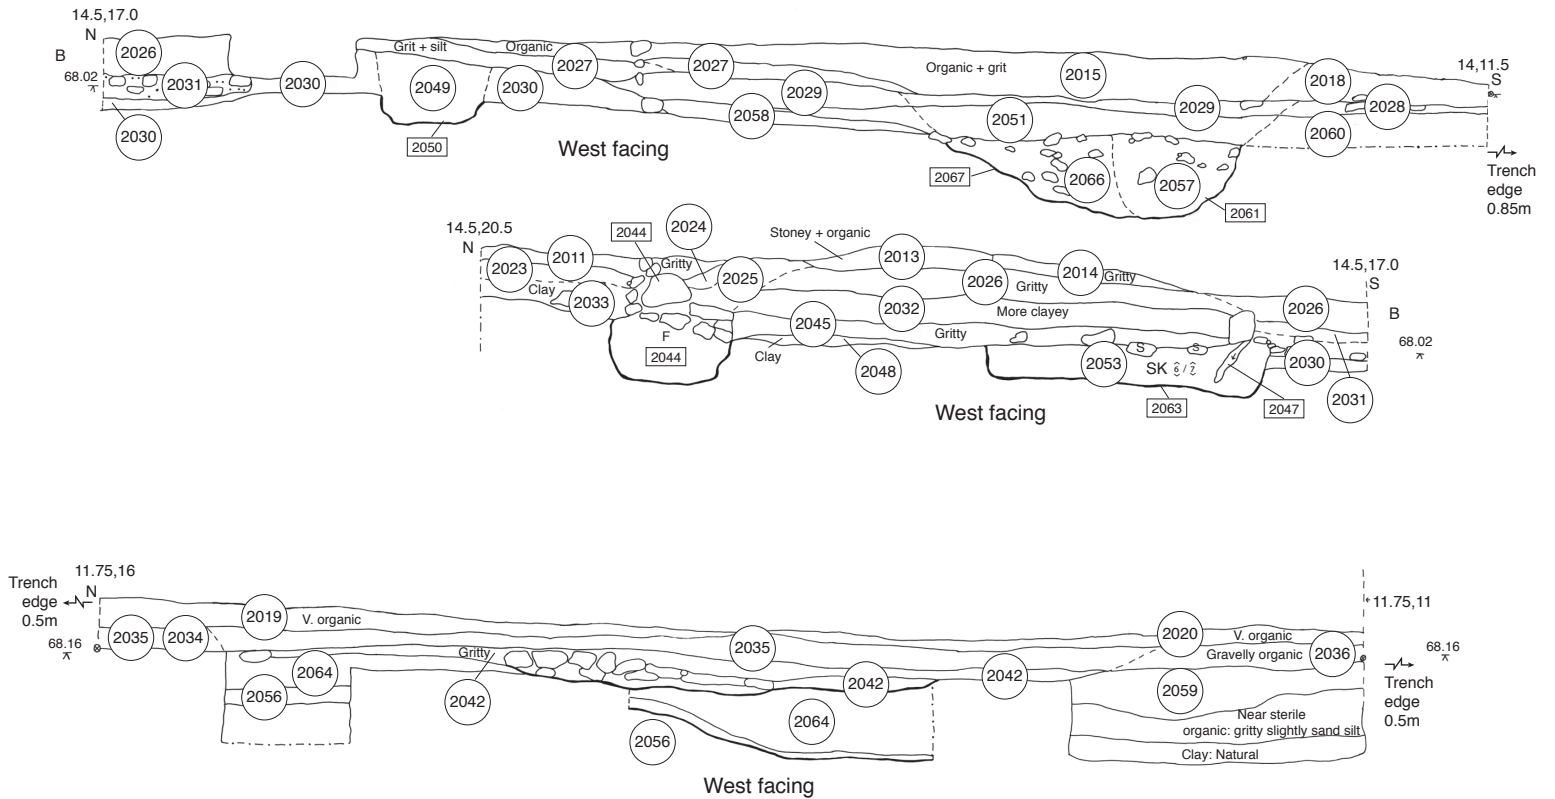 14.5,17.0
N
B
68.02
2026
2031
2030
2030
Grit + silt
Organic
2049
2050
2030
2027
2027
2029
2058
West facing
Organic + grit
2015
2051
2029
2018
2028
2060
2067
2066
2057
2061
14,11.5
S
Trench
edge
0.85m
14.5,20.5
N
2023
2011
Clay
2033
2044
2024
Gritty
2025
F
2044
Stoney + organic
2013
2026
2014
Gritty
Gritty
2032
More clayey
2045
Gritty
Clay
2048
2053
S
S
SK 6 / 7
2063
2047
2026
2030
2031
14.5,17.0
S
B
68.02
West facing
11.75,16
N
Trench
edge
0.5m
68.16
2035
2034
2019
V. organic
2064
2056
Gritty
2042
2035
2042
2042
2064
2056
2020
V. organic
Gravelly organic
2036
2059
Near sterile
organic: gritty slightly sand silt
Clay: Natural
11.75,11
68.16
Trench
edge
0.5m
West facing